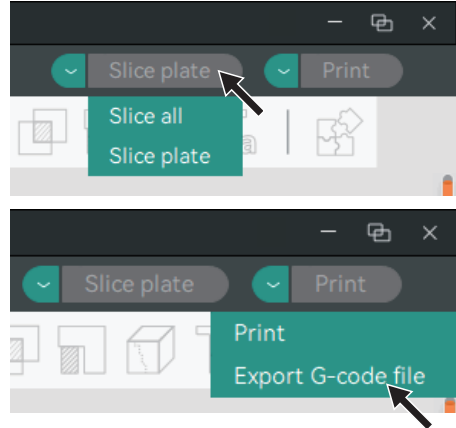 Slice plate
Print
Slice all
Slice plate
Slice plate
Print
Print
Export G-code file